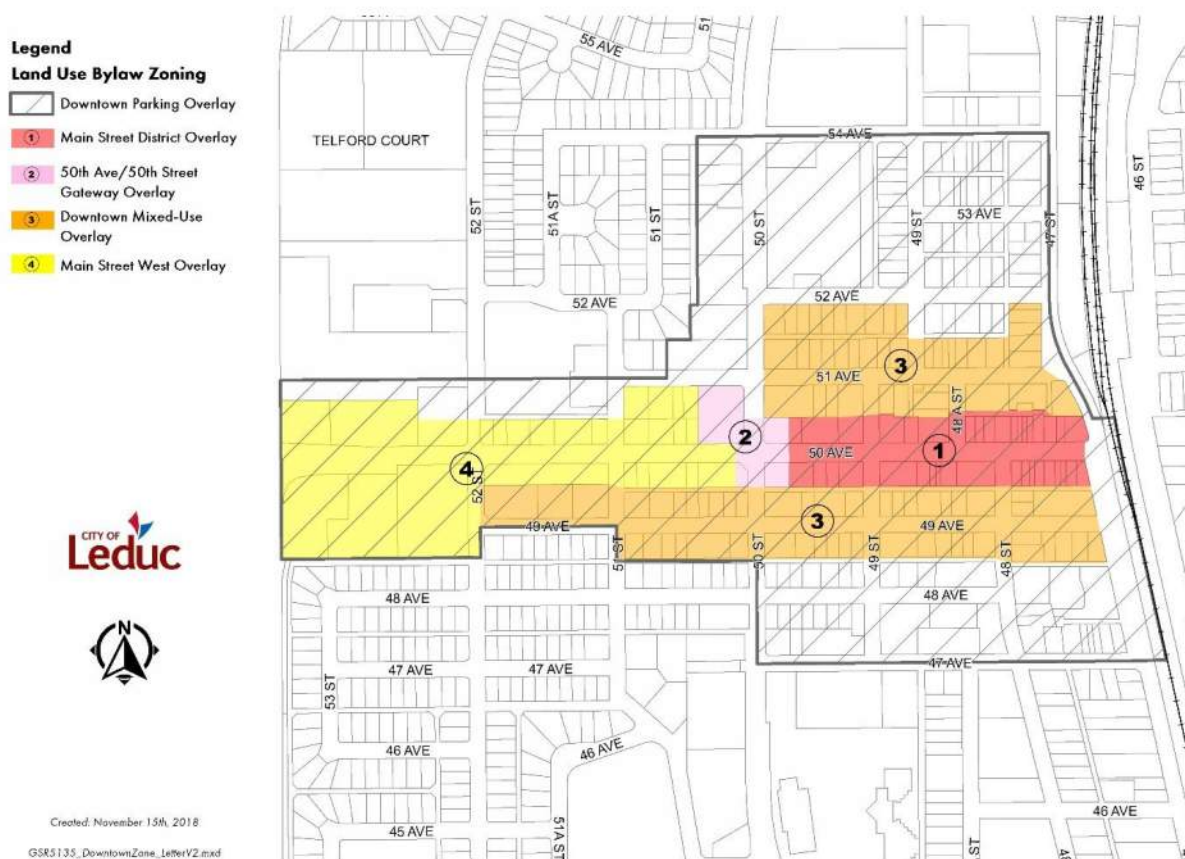 Legend
Land Use Bylaw Zoning
Downtown Parking Overlay
1 Main Street District Overlay
2 50th Ave/50th Street
Gateway Overlay
3 Downtown Mixed-Use
Overlay
4 Main Street West Overlay
CITY OF
Leduc
N
Created: November 15th, 2018
GSR5135_DowntownZone_LetterV2.mxd
55 AVE
51
TELFORD COURT
54 AVE
46 ST
52 ST
51A ST
51 ST
50 ST
49 ST
53 AVE
47 ST
52 AVE
52 AVE
3
51 AVE
48 A ST
2
50 AVE
1
4
52 ST
3
49 AVE
49 AVE
51 ST
50 ST
49 ST
48 ST
48 AVE
48 AVE
47 AVE
47 AVE
47 AVE
53 ST
46 AVE
46 AVE
46 AVE
45 AVE
51A ST
ST